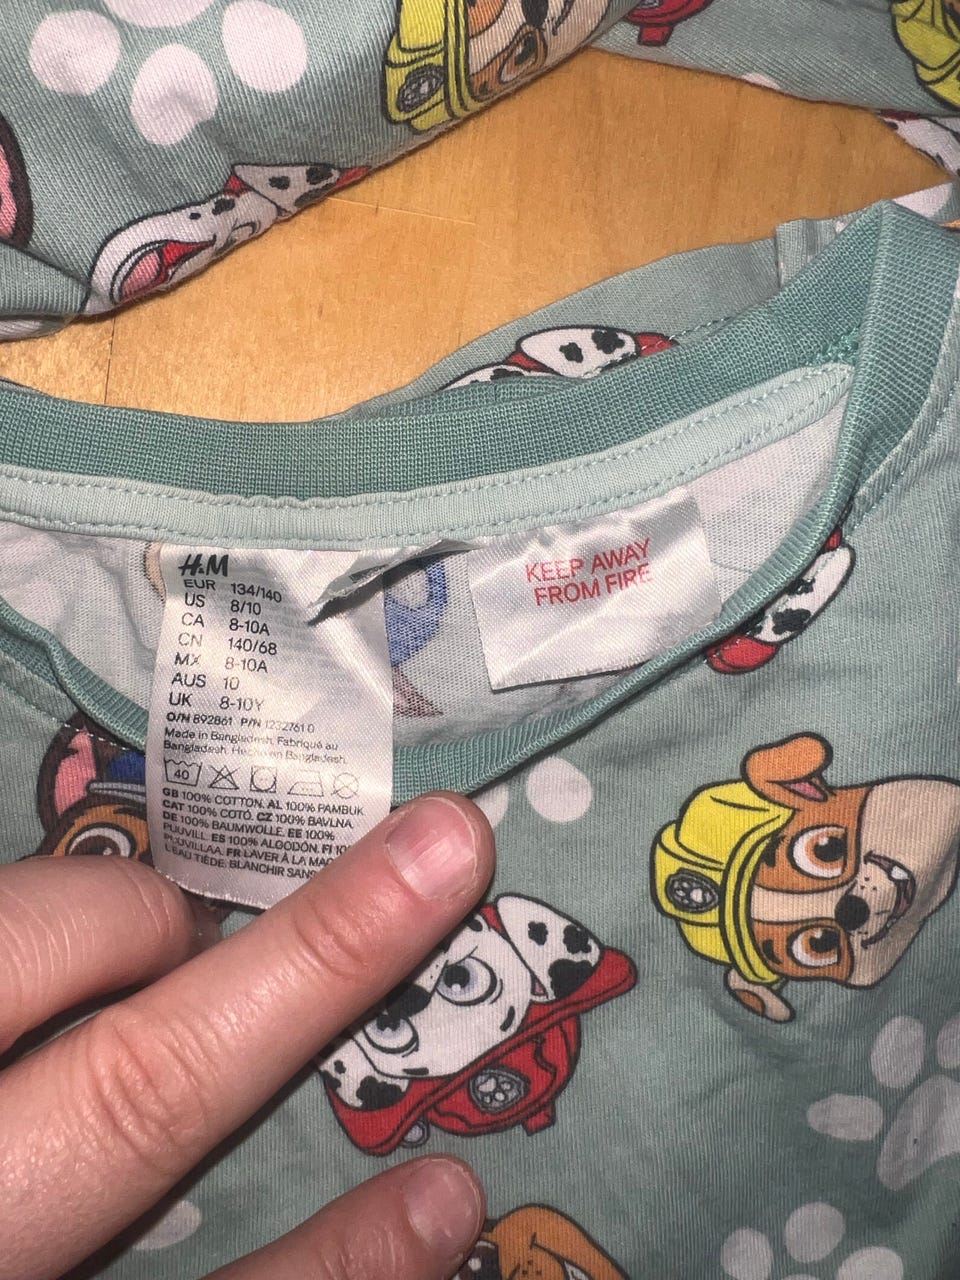 H&M
EUR 134/140
US 8/10
CA 8-10A
CN 140/68
MX 8-10A
AUS 10
UK 8-10Y
O/N 892861 P/N 1232761 0
Made in Bangladesh. Fabriqué au
Bangladesh. Hecho en Bangladesh.
40
GB 100% COTTON. AL 100% PAMBUK.
CAT 100% COTÓ. CZ 100% BAVLNA.
DE 100% BAUMWOLLE. EE 100%
PUUVILL. ES 100% ALGODÓN. FI
PUUVILLAA. FR LAVER À LA
L'EAU TIÈDE. BLANCHIR
KEEP AWAY
FROM FIRE